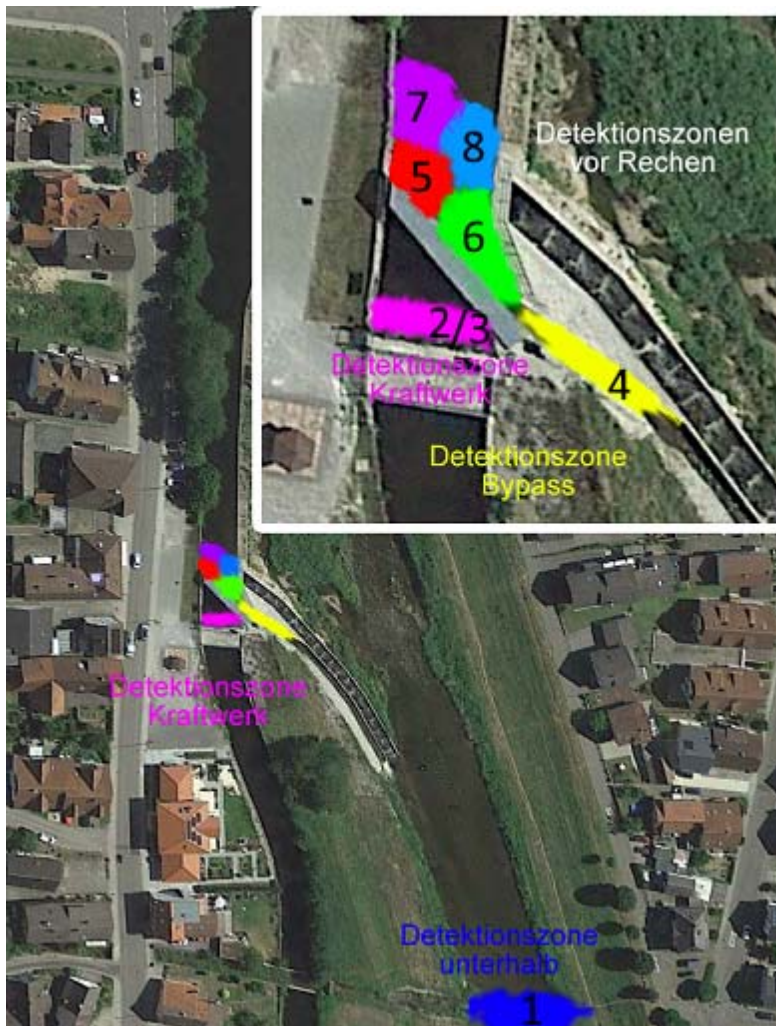 7
8
5
6
Detektionszonen
vor Rechen
2/3
Detektionszone
Kraftwerk
4
Detektionszone
Bypass
Detektionszone
Kraftwerk
Detektionszone
unterhalb
1